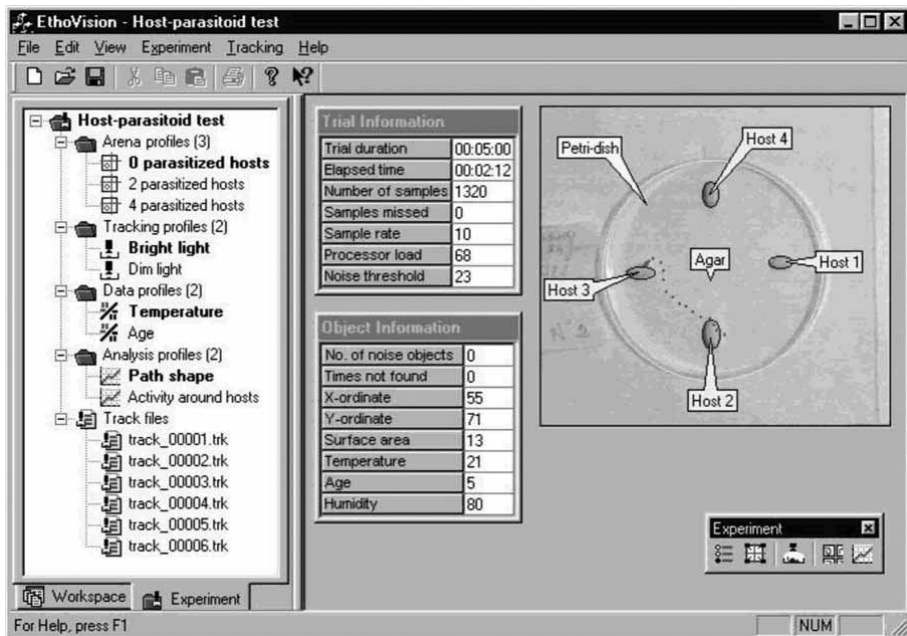 EthoVision - Host-parasitoid test
File Edit View Experiment Tracking Help
Host-parasitoid test
Arena profiles (3)
0 parasitized hosts
2 parasitized hosts
4 parasitized hosts
Tracking profiles (2)
Bright light
Dim light
Data profiles (2)
Temperature
Age
Analysis profiles (2)
Path shape
Activity around hosts
Track files
track_00001.trk
track_00002.trk
track_00003.trk
track_00004.trk
track_00005.trk
track_00006.trk
Workspace Experiment
Trial Information
Trial duration 00:05:00
Elapsed time 00:02:12
Number of samples 1320
Samples missed 0
Sample rate 10
Processor load 68
Noise threshold 23
Object Information
No. of noise objects 0
Times not found 0
X-ordinate 55
Y-ordinate 71
Surface area 13
Temperature 21
Age 5
Humidity 80
Petri-dish
Host 4
Agar
Host 1
Host 3
Host 2
Experiment
For Help, press F1
NUM